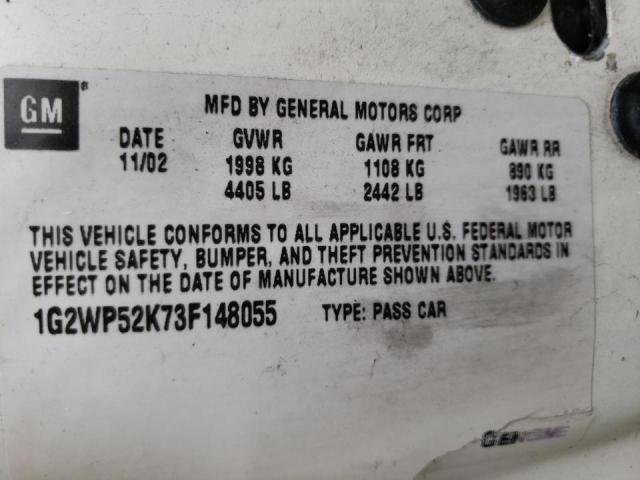 GM®
MFD BY GENERAL MOTORS CORP
DATE GVWR GAWR FRT GAWR RR
11/02 1998 KG 1108 KG 890 KG
4405 LB 2442 LB 1963 LB
THIS VEHICLE CONFORMS TO ALL APPLICABLE U.S. FEDERAL MOTOR
VEHICLE SAFETY, BUMPER, AND THEFT PREVENTION STANDARDS IN
EFFECT ON THE DATE OF MANUFACTURE SHOWN ABOVE.
1G2WP52K73F148055 TYPE: PASS CAR